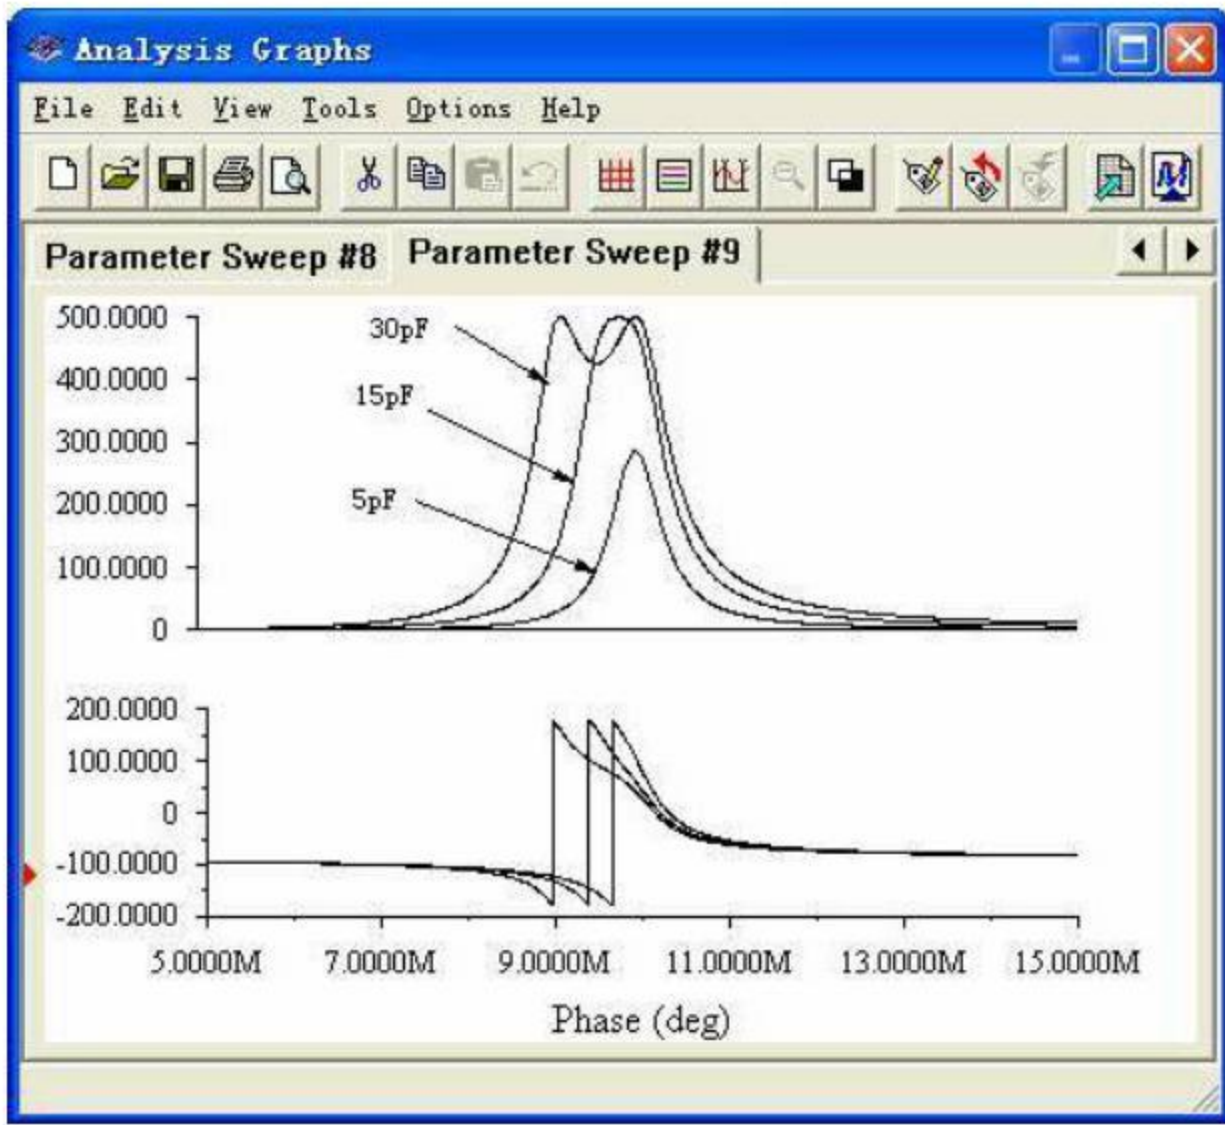 Analysis Graphs
File Edit View Tools Options Help
Parameter Sweep #8 Parameter Sweep #9
500.0000
30pF
400.0000
15pF
300.0000
5pF
200.0000
100.0000
0
200.0000
100.0000
0
-100.0000
-200.0000
5.0000M 7.0000M 9.0000M 11.0000M 13.0000M 15.0000M
Phase (deg)